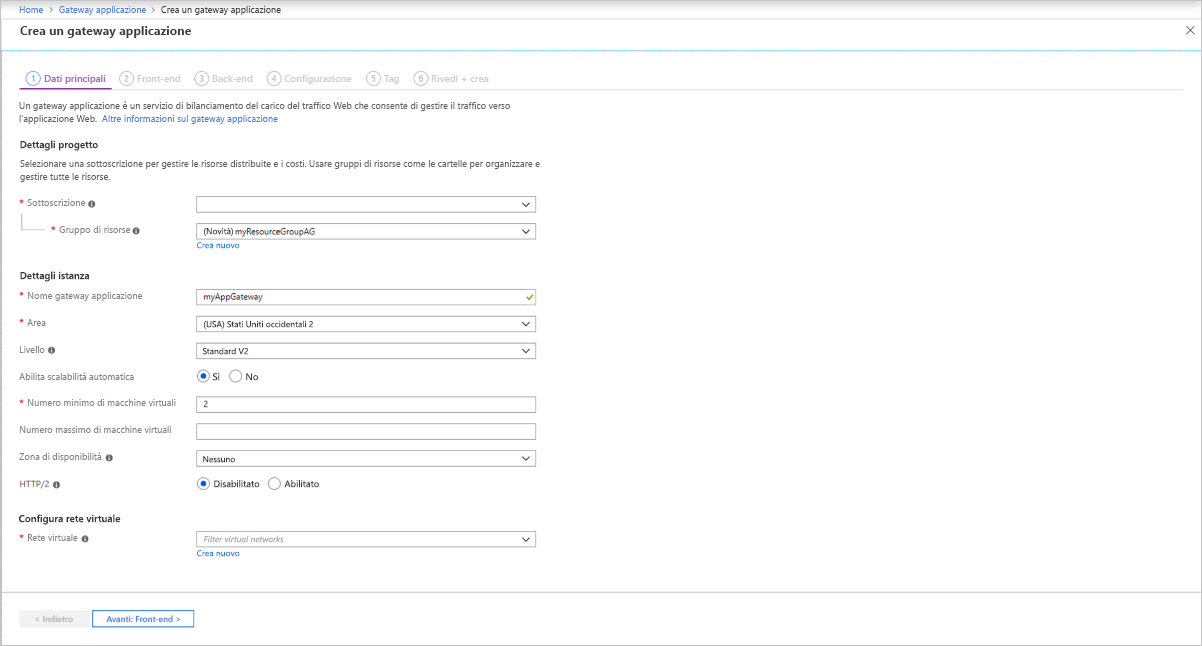 Home > Gateway applicazione > Crea un gateway applicazione
Crea un gateway applicazione
1 Dati principali 2 Front-end 3 Back-end 4 Configurazione 5 Tag 6 Rivedi + crea
Un gateway applicazione è un servizio di bilanciamento del carico del traffico Web che consente di gestire il traffico verso
l'applicazione Web. Altre informazioni sul gateway applicazione
Dettagli progetto
Selezionare una sottoscrizione per gestire le risorse distribuite e i costi. Usare gruppi di risorse come le cartelle per organizzare e
gestire tutte le risorse.
* Sottoscrizione
* Gruppo di risorse (Novità) myResourceGroupAG
Crea nuovo
Dettagli istanza
* Nome gateway applicazione myAppGateway
* Area (USA) Stati Uniti occidentali 2
Livello Standard V2
Abilita scalabilità automatica Sì No
* Numero minimo di macchine virtuali 2
Numero massimo di macchine virtuali
Zona di disponibilità Nessuno
HTTP/2 Disabilitato Abilitato
Configura rete virtuale
* Rete virtuale Filter virtual networks
Crea nuovo
< Indietro Avanti: Front-end >